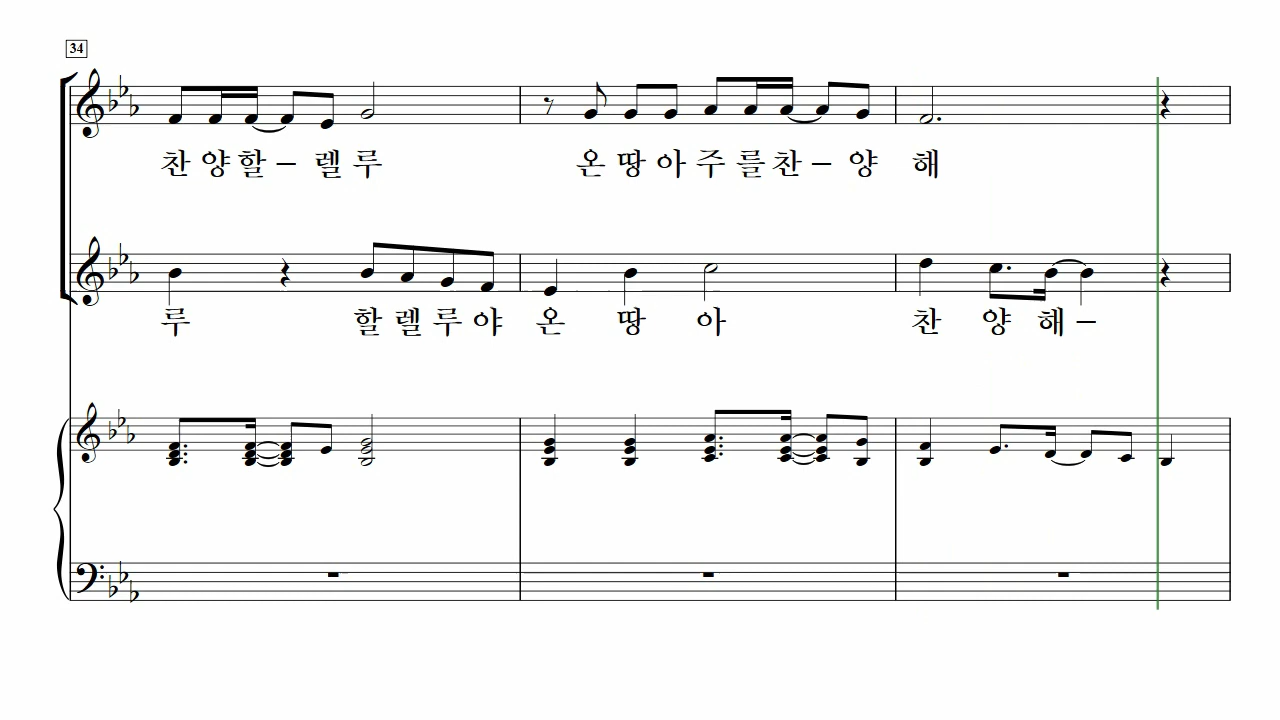 34
찬 양 할 – 렐 루 온 땅 아 주 를 찬 – 양 해
루 할 렐 루 야 온 땅 아 찬 양 해 –